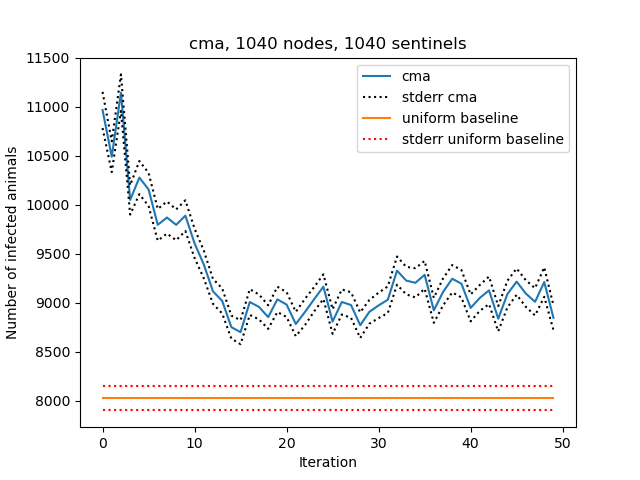 cma, 1040 nodes, 1040 sentinels
11500
11000
10500
10000
9500
9000
8500
8000
Number of infected animals
cma
stderr cma
uniform baseline
stderr uniform baseline
0
10
20
30
40
50
Iteration